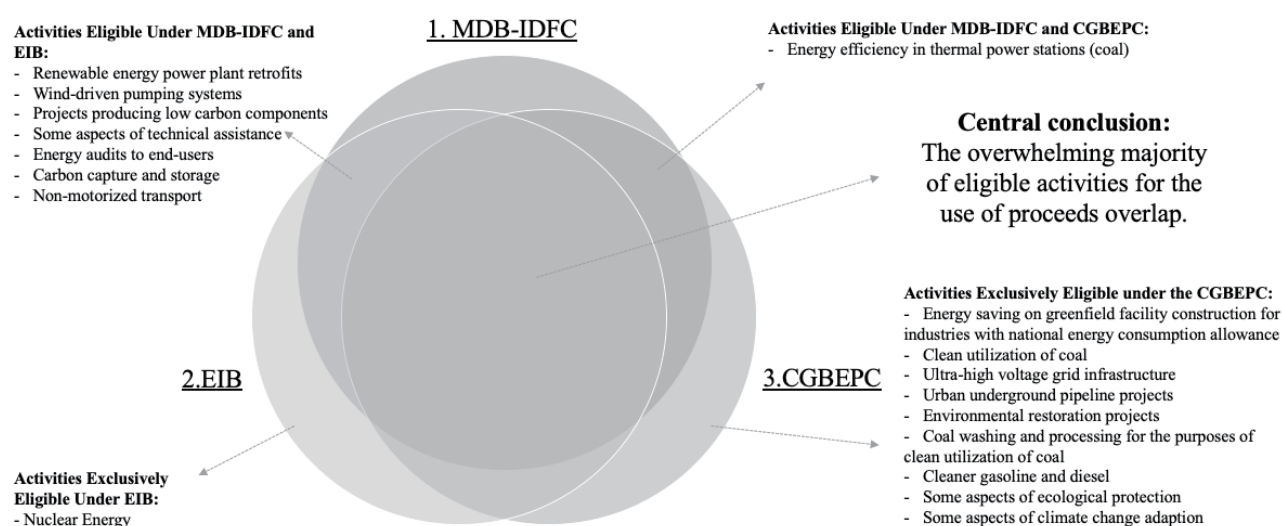 1. MDB-IDFC
Activities Eligible Under MDB-IDFC and
EIB:
- Renewable energy power plant retrofits
- Wind-driven pumping systems
- Projects producing low carbon components
- Some aspects of technical assistance
- Energy audits to end-users
- Carbon capture and storage
- Non-motorized transport
Activities Eligible Under MDB-IDFC and CGBEPC:
- Energy efficiency in thermal power stations (coal)
Central conclusion:
The overwhelming majority
of eligible activities for the
use of proceeds overlap.
2.EIB
3.CGBEPC
Activities Exclusively Eligible under the CGBEPC:
- Energy saving on greenfield facility construction for
industries with national energy consumption allowance
- Clean utilization of coal
- Ultra-high voltage grid infrastructure
- Urban underground pipeline projects
- Environmental restoration projects
- Coal washing and processing for the purposes of
clean utilization of coal
- Cleaner gasoline and diesel
- Some aspects of ecological protection
- Some aspects of climate change adaption
Activities Exclusively
Eligible Under EIB:
- Nuclear Energy